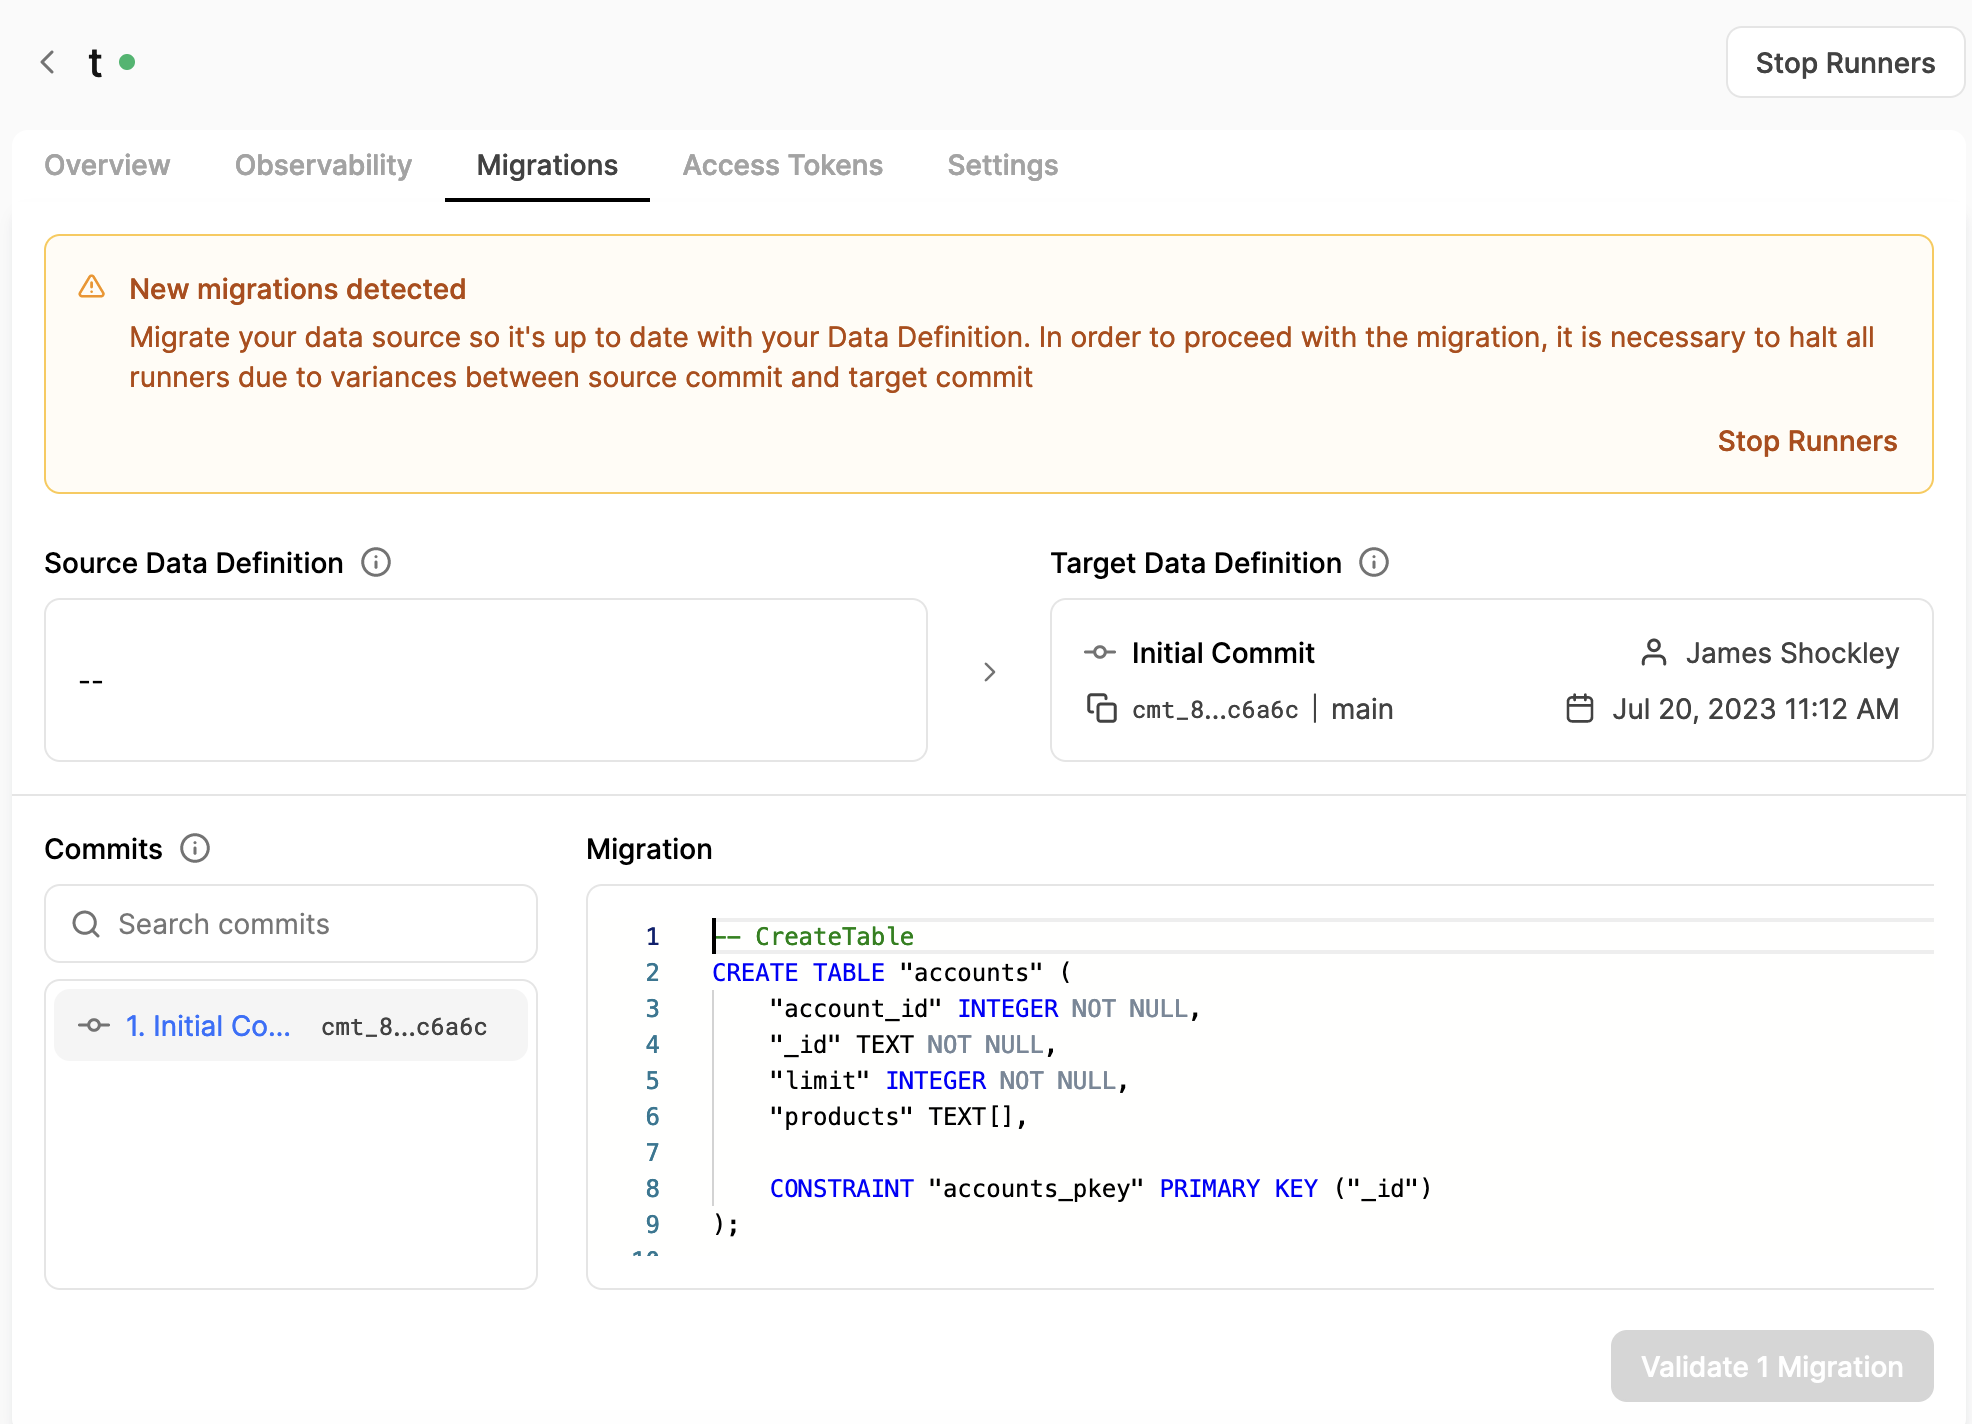 t
Stop Runners
Overview Observability Migrations Access Tokens Settings
New migrations detected
Migrate your data source so it's up to date with your Data Definition. In order to proceed with the migration, it is necessary to halt all
runners due to variances between source commit and target commit
Stop Runners
Source Data Definition
--
Target Data Definition
Initial Commit
James Shockley
cmt_8...c6a6c | main
Jul 20, 2023 11:12 AM
Commits
Search commits
1. Initial Co... cmt_8...c6a6c
Migration
1 -- CreateTable
2 CREATE TABLE "accounts" (
3 "account_id" INTEGER NOT NULL,
4 "_id" TEXT NOT NULL,
5 "limit" INTEGER NOT NULL,
6 "products" TEXT[],
7
8 CONSTRAINT "accounts_pkey" PRIMARY KEY ("_id")
9 );
10
Validate 1 Migration